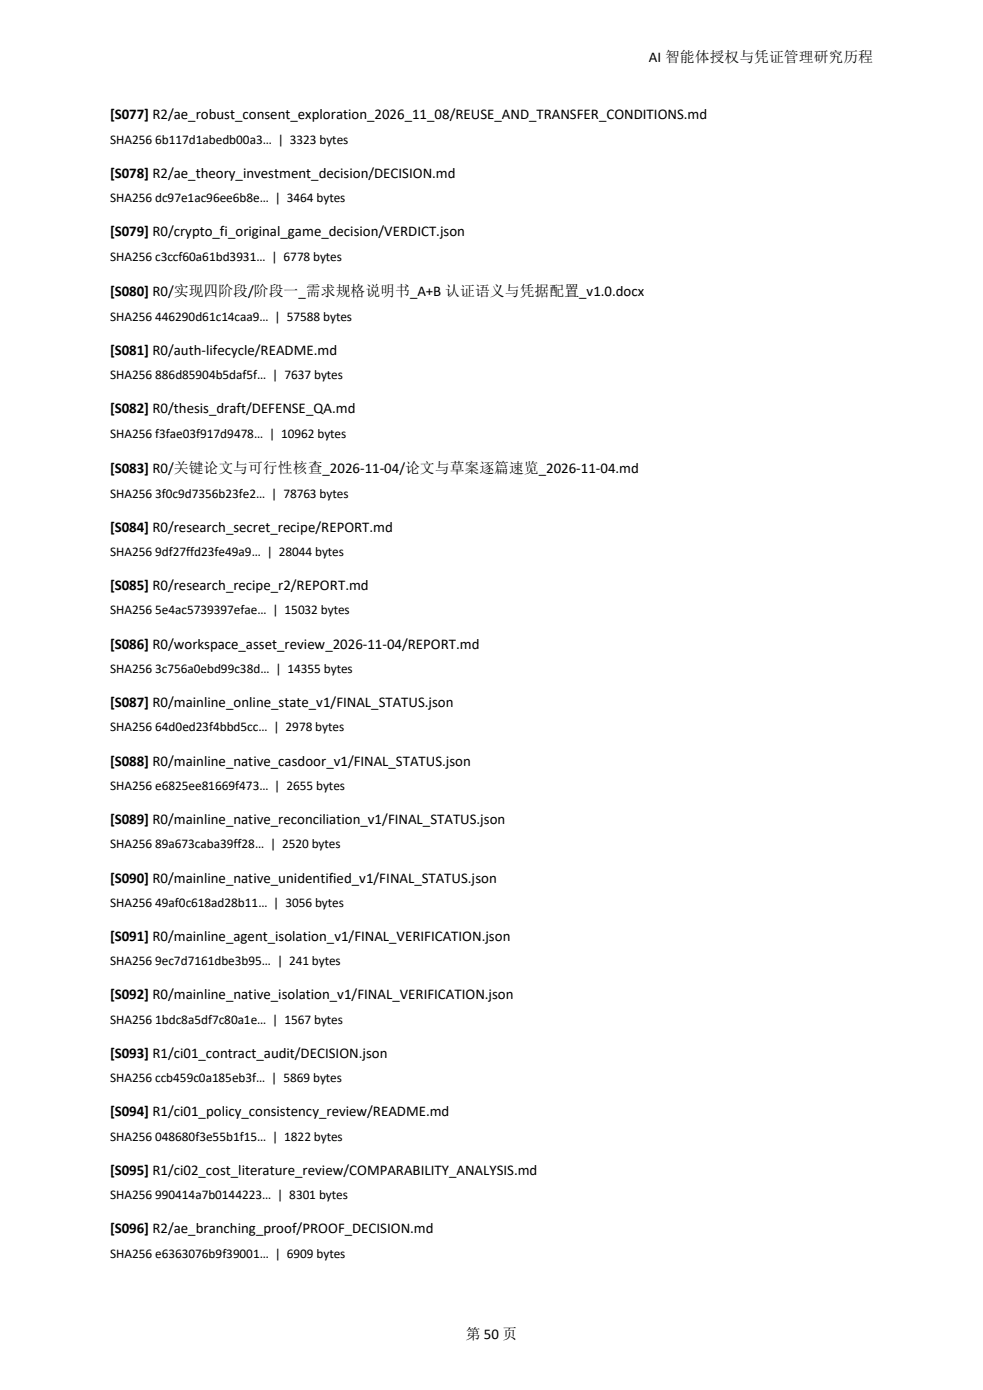 AI 智能体授权与凭证管理研究历程
[S077] R2/ae_robust_consent_exploration_2026_11_08/REUSE_AND_TRANSFER_CONDITIONS.md
SHA256 6b117d1abedb00a3... | 3323 bytes
[S078] R2/ae_theory_investment_decision/DECISION.md
SHA256 dc97e1ac96ee6b8e... | 3464 bytes
[S079] R0/crypto_fi_original_game_decision/VERDICT.json
SHA256 c3ccf60a61bd3931... | 6778 bytes
[S080] R0/实现四阶段/阶段一_需求规格说明书_A+B 认证语义与凭据配置_v1.0.docx
SHA256 446290d61c14caa9... | 57588 bytes
[S081] R0/auth-lifecycle/README.md
SHA256 886d85904b5daf5f... | 7637 bytes
[S082] R0/thesis_draft/DEFENSE_QA.md
SHA256 f3fae03f917d9478... | 10962 bytes
[S083] R0/关键论文与可行性核查_2026-11-04/论文与草案逐篇速览_2026-11-04.md
SHA256 3f0c9d7356b23fe2... | 78763 bytes
[S084] R0/research_secret_recipe/REPORT.md
SHA256 9df27ffd23fe49a9... | 28044 bytes
[S085] R0/research_recipe_r2/REPORT.md
SHA256 5e4ac5739397efae... | 15032 bytes
[S086] R0/workspace_asset_review_2026-11-04/REPORT.md
SHA256 3c756a0ebd99c38d... | 14355 bytes
[S087] R0/mainline_online_state_v1/FINAL_STATUS.json
SHA256 64d0ed23f4bbd5cc... | 2978 bytes
[S088] R0/mainline_native_casdoor_v1/FINAL_STATUS.json
SHA256 e6825ee81669f473... | 2655 bytes
[S089] R0/mainline_native_reconciliation_v1/FINAL_STATUS.json
SHA256 89a673caba39ff28... | 2520 bytes
[S090] R0/mainline_native_unidentified_v1/FINAL_STATUS.json
SHA256 49af0c618ad28b11... | 3056 bytes
[S091] R0/mainline_agent_isolation_v1/FINAL_VERIFICATION.json
SHA256 9ec7d7161dbe3b95... | 241 bytes
[S092] R0/mainline_native_isolation_v1/FINAL_VERIFICATION.json
SHA256 1bdc8a5df7c80a1e... | 1567 bytes
[S093] R1/ci01_contract_audit/DECISION.json
SHA256 ccb459c0a185eb3f... | 5869 bytes
[S094] R1/ci01_policy_consistency_review/README.md
SHA256 048680f3e55b1f15... | 1822 bytes
[S095] R1/ci02_cost_literature_review/COMPARABILITY_ANALYSIS.md
SHA256 990414a7b0144223... | 8301 bytes
[S096] R2/ae_branching_proof/PROOF_DECISION.md
SHA256 e6363076b9f39001... | 6909 bytes
第 50 页